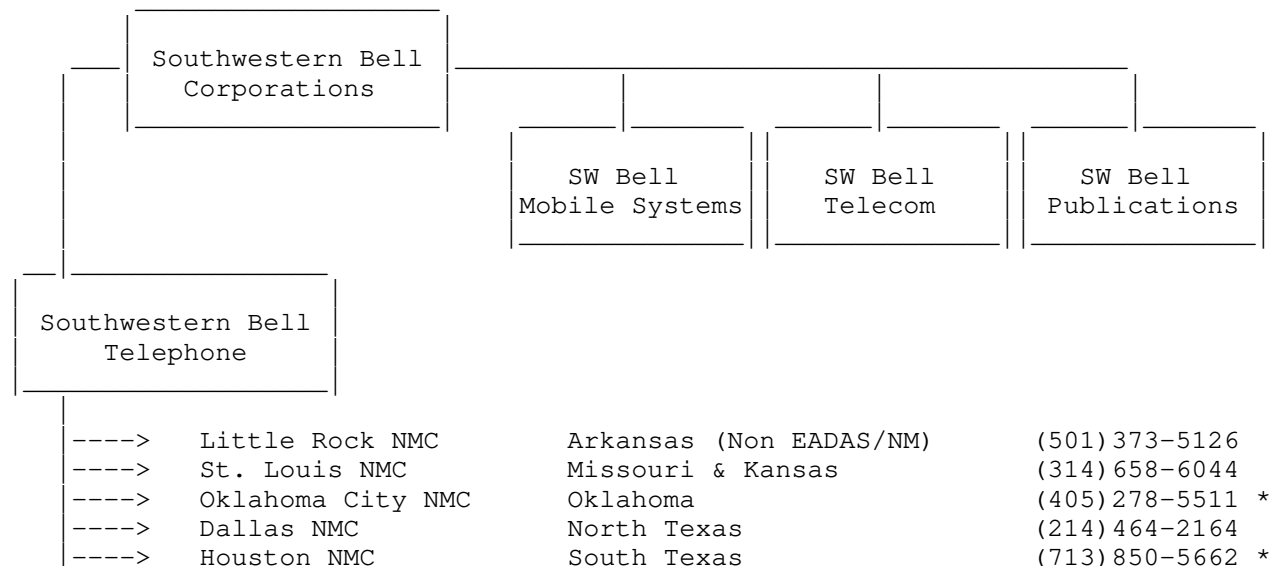 Southwestern Bell
Corporations
SW Bell
Mobile Systems
SW Bell
Telecom
SW Bell
Publications
Southwestern Bell
Telephone
----> Little Rock NMC Arkansas (Non EADAS/NM) (501)373-5126
----> St. Louis NMC Missouri & Kansas (314)658-6044
----> Oklahoma City NMC Oklahoma (405)278-5511 *
----> Dallas NMC North Texas (214)464-2164
----> Houston NMC South Texas (713)850-5662 *